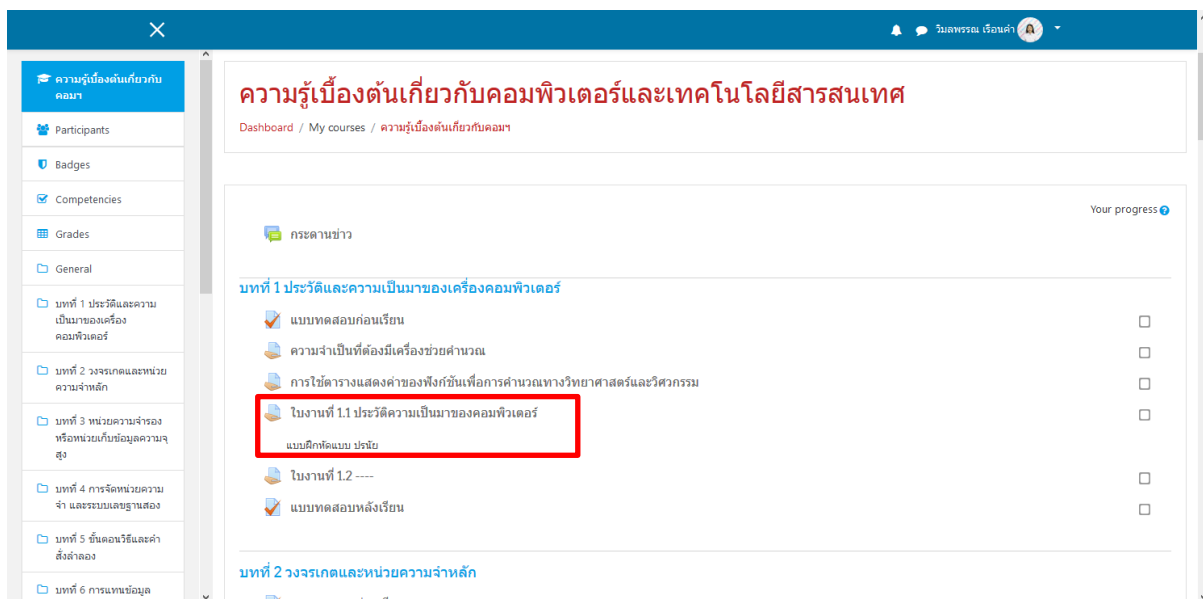 วิมลพรรณ เรือนคำ
ความรู้เบื้องต้นเกี่ยวกับ
คอมฯ
Participants
Badges
Competencies
Grades
General
บทที่ 1 ประวัติและความ
เป็นมาของเครื่อง
คอมพิวเตอร์
บทที่ 2 วงจรเกตและหน่วย
ความจำหลัก
บทที่ 3 หน่วยความจำรอง
หรือหน่วยเก็บข้อมูลความจุ
สูง
บทที่ 4 การจัดหน่วยความ
จำ และระบบเลขฐานสอง
บทที่ 5 ขั้นตอนวิธีและคำ
สั่งลำลอง
บทที่ 6 การแทนข้อมูล
ความรู้เบื้องต้นเกี่ยวกับคอมพิวเตอร์และเทคโนโลยีสารสนเทศ
Dashboard / My courses / ความรู้เบื้องต้นเกี่ยวกับคอมฯ
Your progress
กระดานข่าว
บทที่ 1 ประวัติและความเป็นมาของเครื่องคอมพิวเตอร์
แบบทดสอบก่อนเรียน
ความจำเป็นที่ต้องมีเครื่องช่วยคำนวณ
การใช้ตารางแสดงค่าของฟังก์ชันเพื่อการคำนวณทางวิทยาศาสตร์และวิศวกรรม
ใบงานที่ 1.1 ประวัติความเป็นมาของคอมพิวเตอร์
แบบฝึกหัดแบบ ปรนัย
ใบงานที่ 1.2 ----
แบบทดสอบหลังเรียน
บทที่ 2 วงจรเกตและหน่วยความจำหลัก